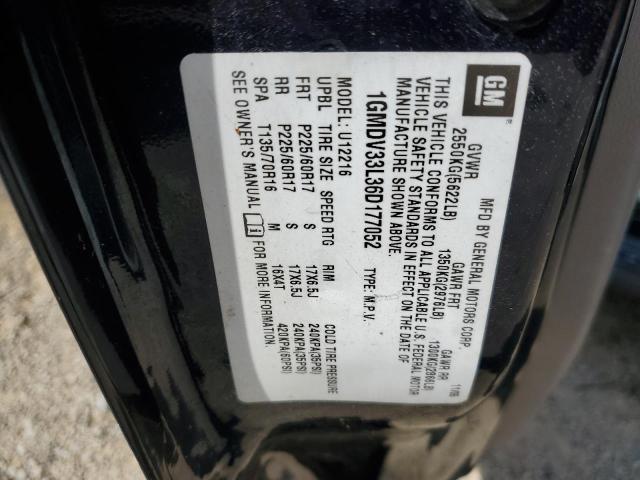 GM
MFD BY GENERAL MOTORS CORP 11/05
GVWR GAWR FRT GAWR RR
2550KG(5622LB) 1350KG(2976LB) 1300KG(2866LB)
THIS VEHICLE CONFORMS TO ALL APPLICABLE U.S. FEDERAL MOTOR
VEHICLE SAFETY STANDARDS IN EFFECT ON THE DATE OF
MANUFACTURE SHOWN ABOVE.
1GMDV33L36D177052 TYPE: M.P.V.
MODEL: U12216
UPBL TIRE SIZE SPEED RTG RIM COLD TIRE PRESSURE
FRT P225/60R17 S 17X6.5J 240KPA(35PSI)
RR P225/60R17 S 17X6.5J 240KPA(35PSI)
SPA T135/70R16 M 16X4T 420KPA(60PSI)
SEE OWNER'S MANUAL i FOR MORE INFORMATION.